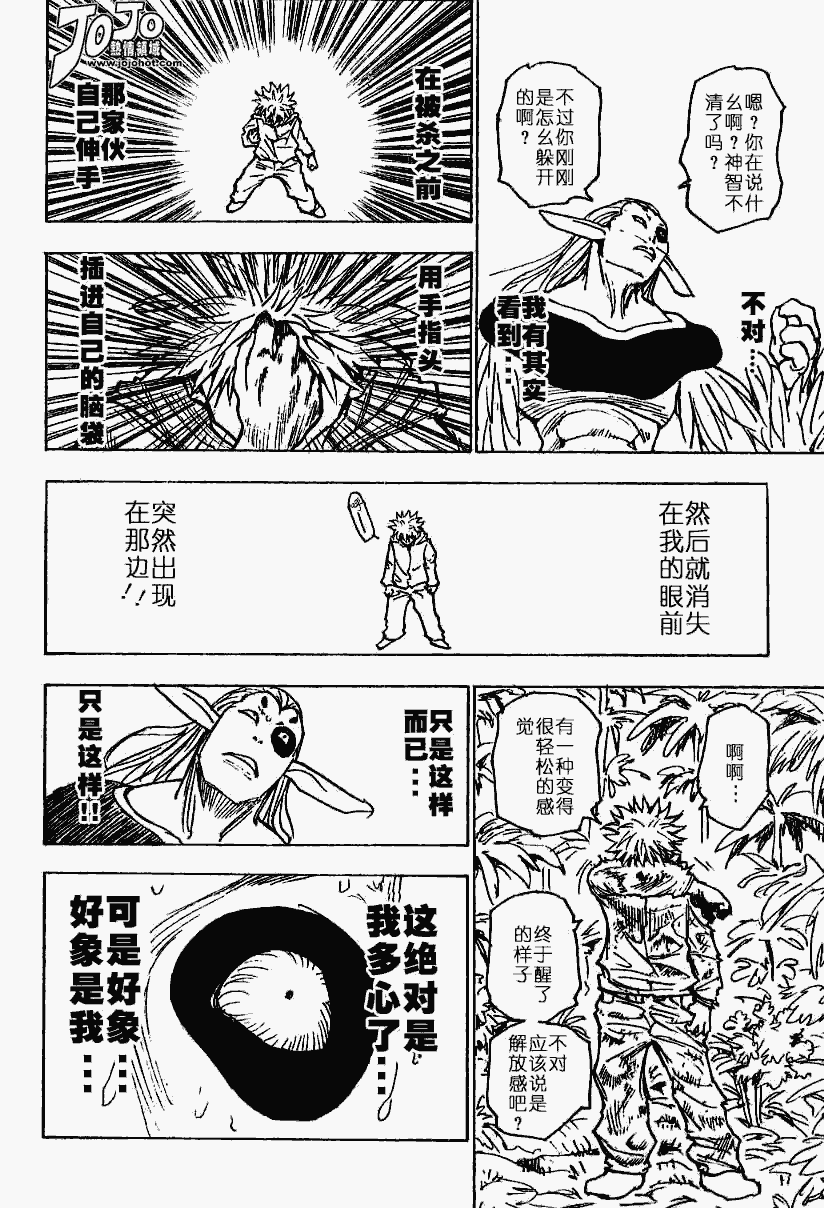 嗯？你在说什
么啊？神智不
清了吗？
不过你刚刚
是怎么躲开
的啊？
不对…
我有其实
看到…
JOJO
熱情領域
www.jojohot.com
在被杀之前
那家伙
自己伸手
用手指头
插进自己的脑袋
然后就消失
在我的眼前
呼
突然出现
在那边！！
啊啊…
有一种变得
很轻松的感
觉
终于醒了
的样子
不对
应该说是
解放感吧？
只是这样
而已…
只是这样!!
这绝对是
我多心了…
可是好象
好象是我…